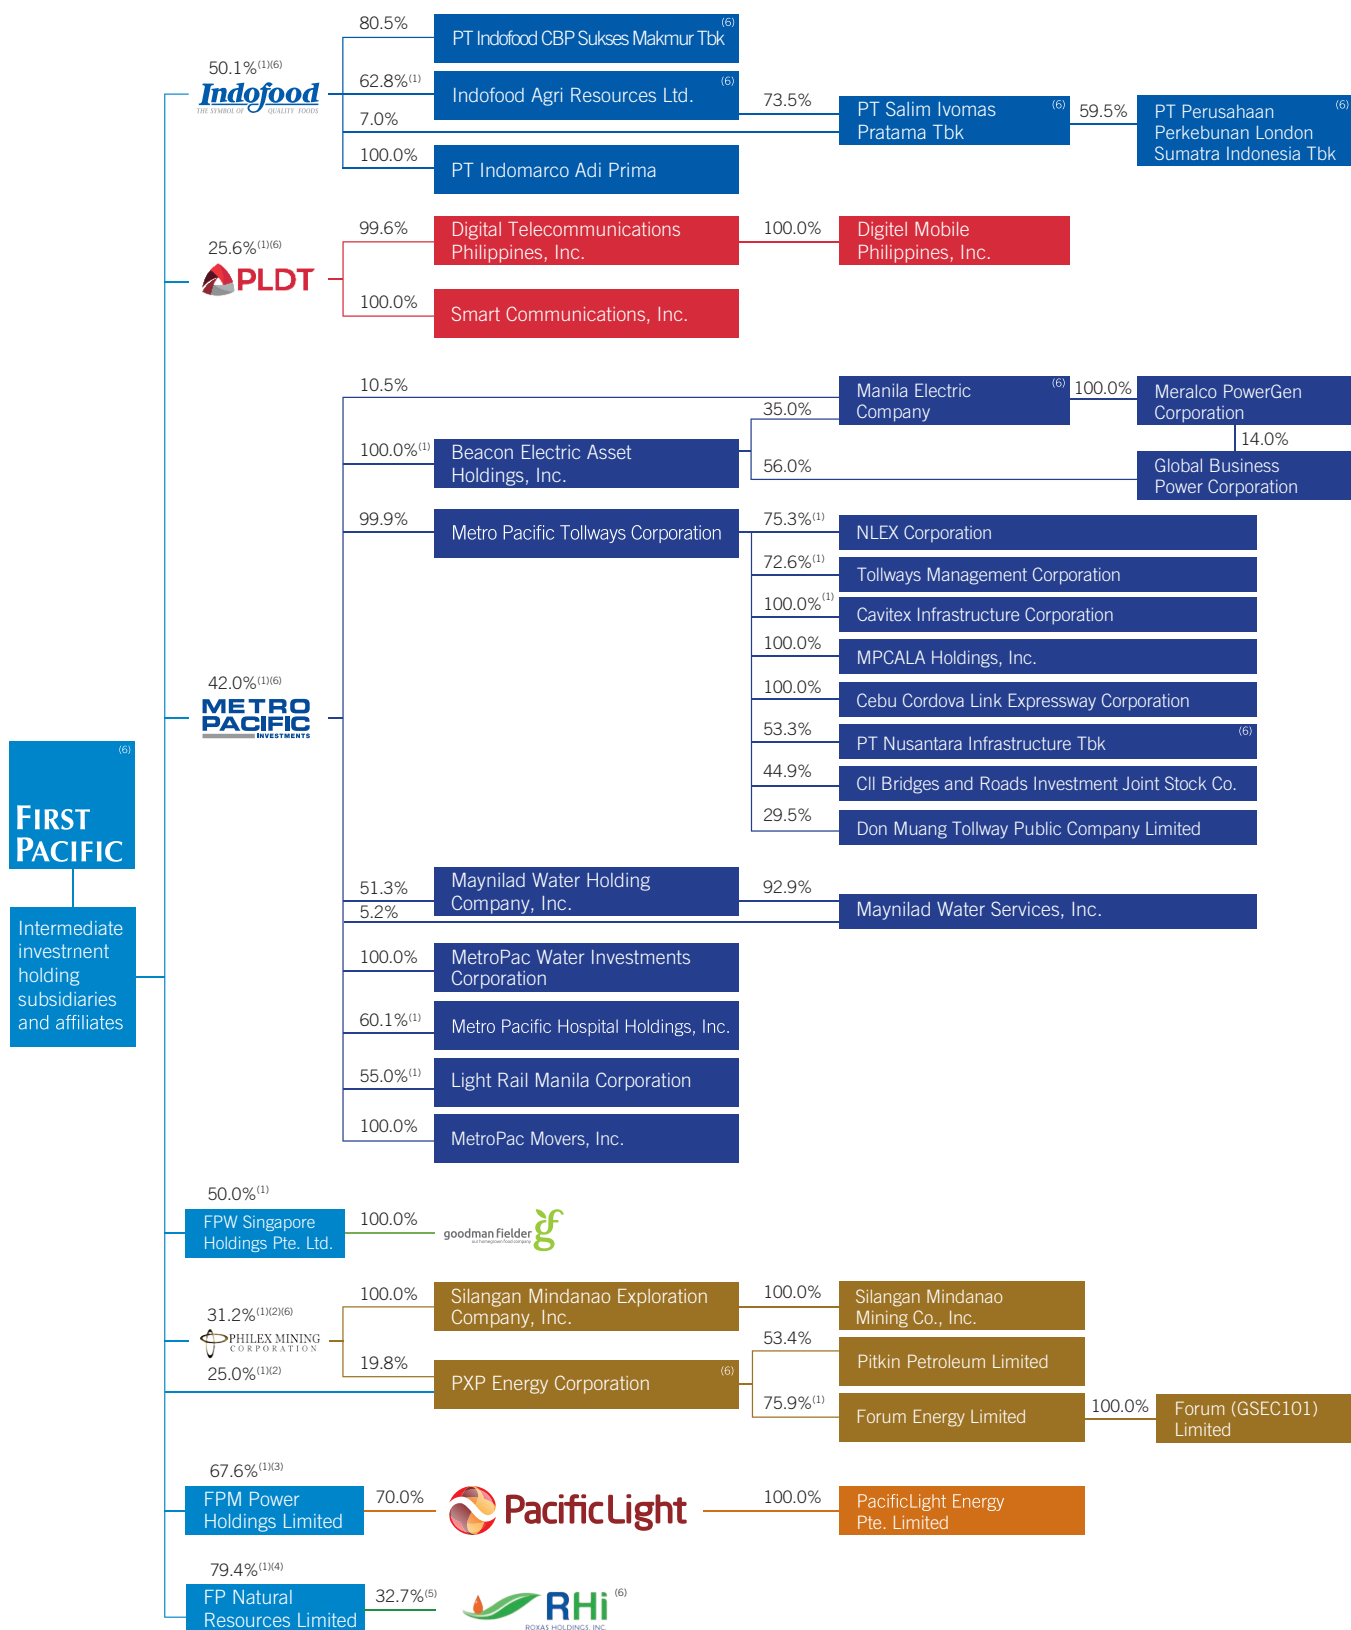 (6)
FIRST
PACIFIC
Intermediate
investment
holding
subsidiaries
and affiliates
50.1%(1)(6)
Indofood
THE SYMBOL OF QUALITY FOODS
80.5%
PT Indofood CBP Sukses Makmur Tbk (6)
62.8%(1)
Indofood Agri Resources Ltd. (6)
73.5%
7.0%
PT Salim Ivomas (6)
Pratama Tbk
59.5%
PT Perusahaan (6)
Perkebunan London
Sumatra Indonesia Tbk
100.0%
PT Indomarco Adi Prima
25.6%(1)(6)
PLDT
99.6%
Digital Telecommunications
Philippines, Inc.
100.0%
Digitel Mobile
Philippines, Inc.
100.0%
Smart Communications, Inc.
42.0%(1)(6)
METRO
PACIFIC
INVESTMENTS
10.5%
Manila Electric (6)
Company
100.0%
Meralco PowerGen
Corporation
14.0%
100.0%(1)
Beacon Electric Asset
Holdings, Inc.
35.0%
56.0%
Global Business
Power Corporation
99.9%
Metro Pacific Tollways Corporation
75.3%(1)
NLEX Corporation
72.6%(1)
Tollways Management Corporation
100.0%(1)
Cavitex Infrastructure Corporation
100.0%
MPCALA Holdings, Inc.
100.0%
Cebu Cordova Link Expressway Corporation
53.3%
PT Nusantara Infrastructure Tbk (6)
44.9%
CII Bridges and Roads Investment Joint Stock Co.
29.5%
Don Muang Tollway Public Company Limited
51.3%
Maynilad Water Holding
Company, Inc.
92.9%
5.2%
Maynilad Water Services, Inc.
100.0%
MetroPac Water Investments
Corporation
60.1%(1)
Metro Pacific Hospital Holdings, Inc.
55.0%(1)
Light Rail Manila Corporation
100.0%
MetroPac Movers, Inc.
50.0%(1)
FPW Singapore
Holdings Pte. Ltd.
100.0%
goodman fielder gf
our homegrown food company
31.2%(1)(2)(6)
PHILEX MINING
CORPORATION
25.0%(1)(2)
100.0%
Silangan Mindanao Exploration
Company, Inc.
100.0%
Silangan Mindanao
Mining Co., Inc.
19.8%
PXP Energy Corporation (6)
53.4%
Pitkin Petroleum Limited
75.9%(1)
Forum Energy Limited
100.0%
Forum (GSEC101)
Limited
67.6%(1)(3)
FPM Power
Holdings Limited
70.0%
PacificLight
100.0%
PacificLight Energy
Pte. Limited
79.4%(1)(4)
FP Natural
Resources Limited
32.7%(5)
RHi (6)
ROXAS HOLDINGS. INC